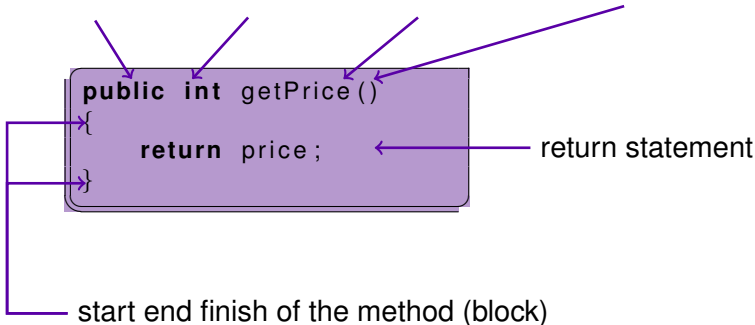 public int getPrice()
{
return price;
return statement
}
start end finish of the method (block)